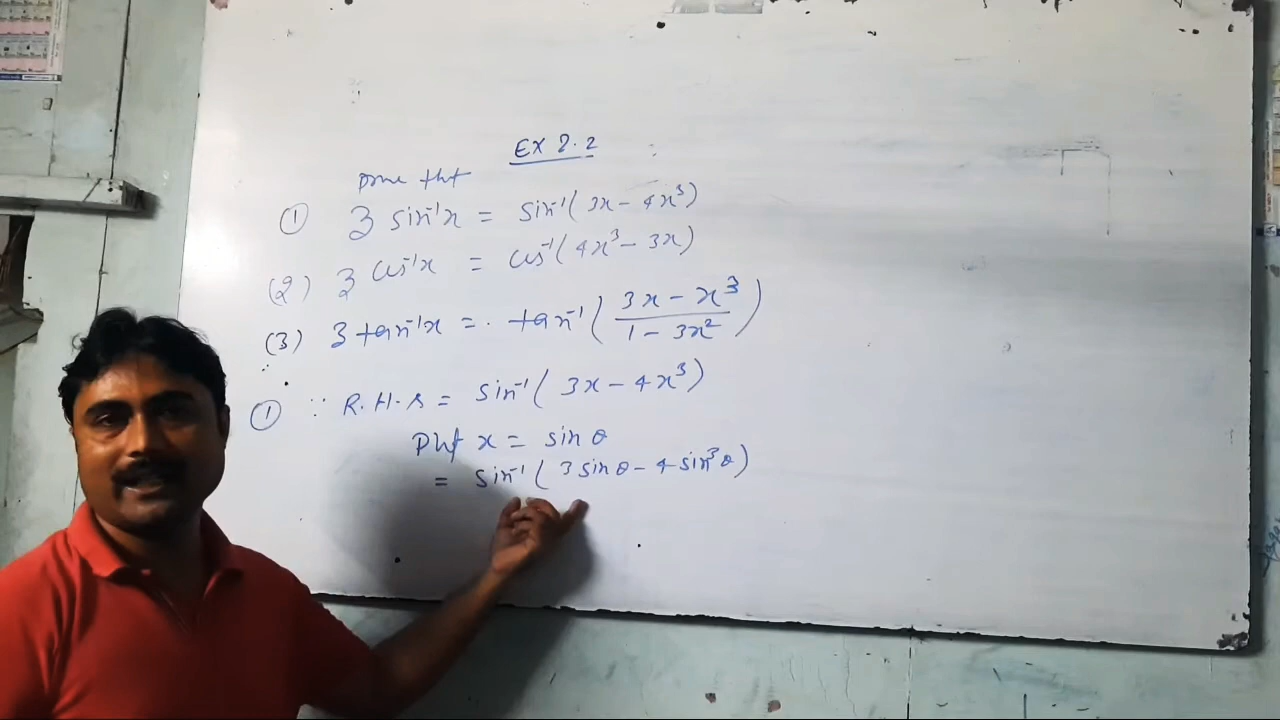 EX 2.2
prove tht
① 3 sin⁻¹x = sin⁻¹(3x - 4x³)
(2) 3 cos⁻¹x = cos⁻¹(4x³ - 3x)
(3) 3 tan⁻¹x = tan⁻¹((3x - x³)/(1 - 3x²))
① ∵ R.H.S = sin⁻¹(3x - 4x³)
Put x = sin θ
= sin⁻¹(3 sin θ - 4 sin³θ)